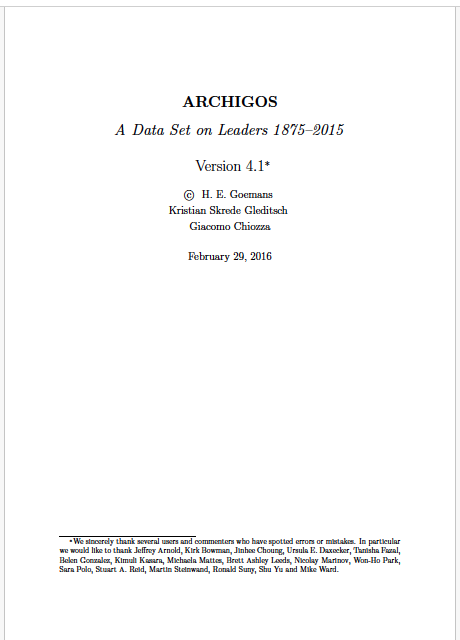 ARCHIGOS
A Data Set on Leaders 1875–2015
Version 4.1*
© H. E. Goemans
Kristian Skrede Gleditsch
Giacomo Chiozza
February 29, 2016
*We sincerely thank several users and commenters who have spotted errors or mistakes. In particular
we would like to thank Jeffrey Arnold, Kirk Bowman, Jinhee Choung, Ursula E. Daxecker, Tanisha Fazal,
Belen Gonzalez, Kimuli Kasara, Michaela Mattes, Brett Ashley Leeds, Nicolay Marinov, Won-Ho Park,
Sara Polo, Stuart A. Reid, Martin Steinwand, Ronald Suny, Shu Yu and Mike Ward.